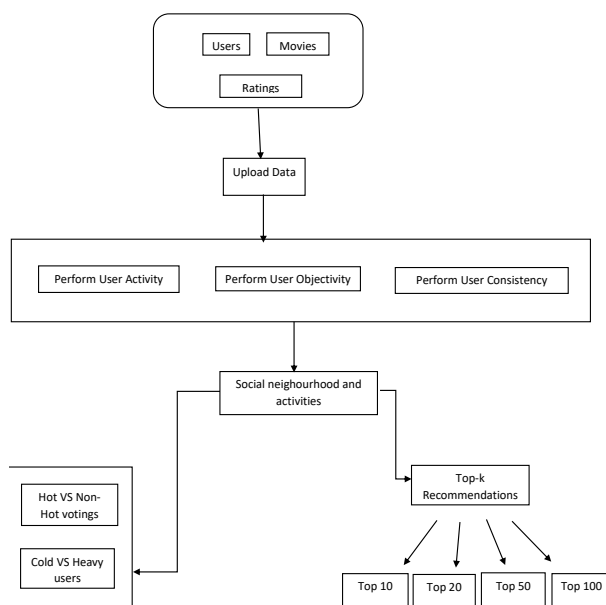 Users
Movies
Ratings
Upload Data
Perform User Activity
Perform User Objectivity
Perform User Consistency
Social neighourhood and
activities
Hot VS Non-
Hot votings
Cold VS Heavy
users
Top-k
Recommendations
Top 10
Top 20
Top 50
Top 100